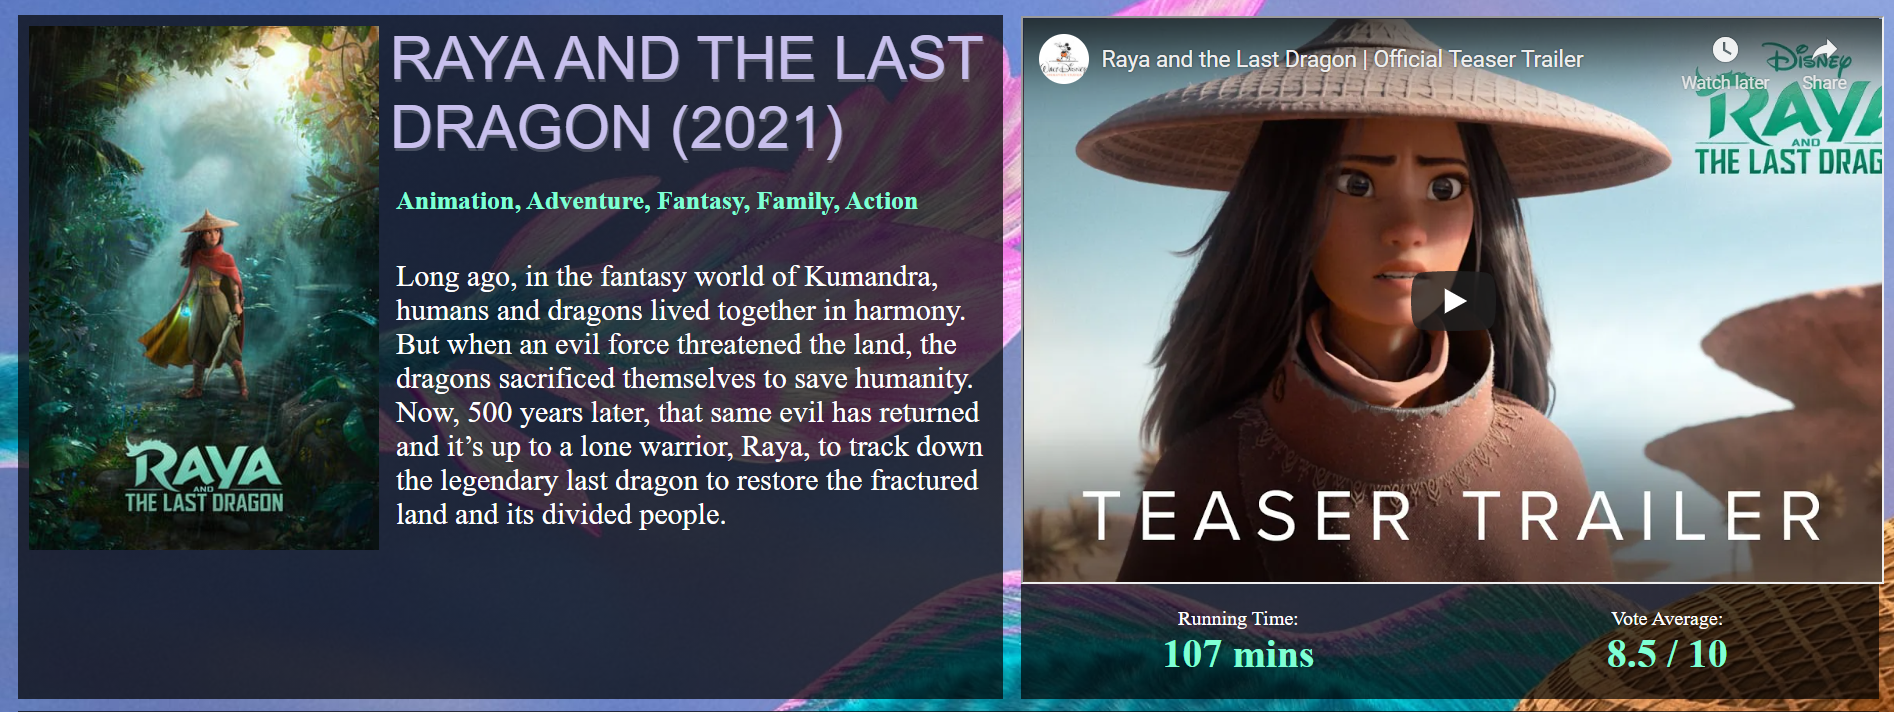 RAYA AND THE LAST
DRAGON (2021)
Animation, Adventure, Fantasy, Family, Action
Long ago, in the fantasy world of Kumandra,
humans and dragons lived together in harmony.
But when an evil force threatened the land, the
dragons sacrificed themselves to save humanity.
Now, 500 years later, that same evil has returned
and it’s up to a lone warrior, Raya, to track down
the legendary last dragon to restore the fractured
land and its divided people.
RAYA
AND
THE LAST DRAGON
Raya and the Last Dragon | Official Teaser Trailer
Watch later
Share
Disney
RAYA
AND
THE LAST DRAG
TEASER TRAILER
Running Time:
107 mins
Vote Average:
8.5 / 10